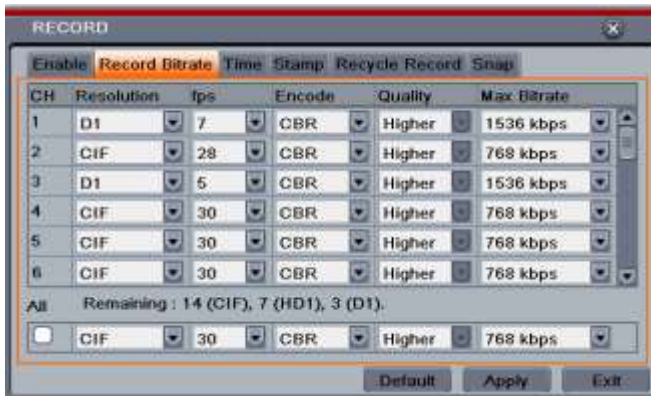 RECORD
Enable Record Bitrate Time Stamp Recycle Record Snap
CH Resolution fps Encode Quality Max Bitrate
1 D1 7 CBR Higher 1536 kbps
2 CIF 28 CBR Higher 768 kbps
3 D1 5 CBR Higher 1536 kbps
4 CIF 30 CBR Higher 768 kbps
5 CIF 30 CBR Higher 768 kbps
6 CIF 30 CBR Higher 768 kbps
All Remaining : 14 (CIF), 7 (HD1), 3 (D1).
CIF 30 CBR Higher 768 kbps
Default Apply Exit